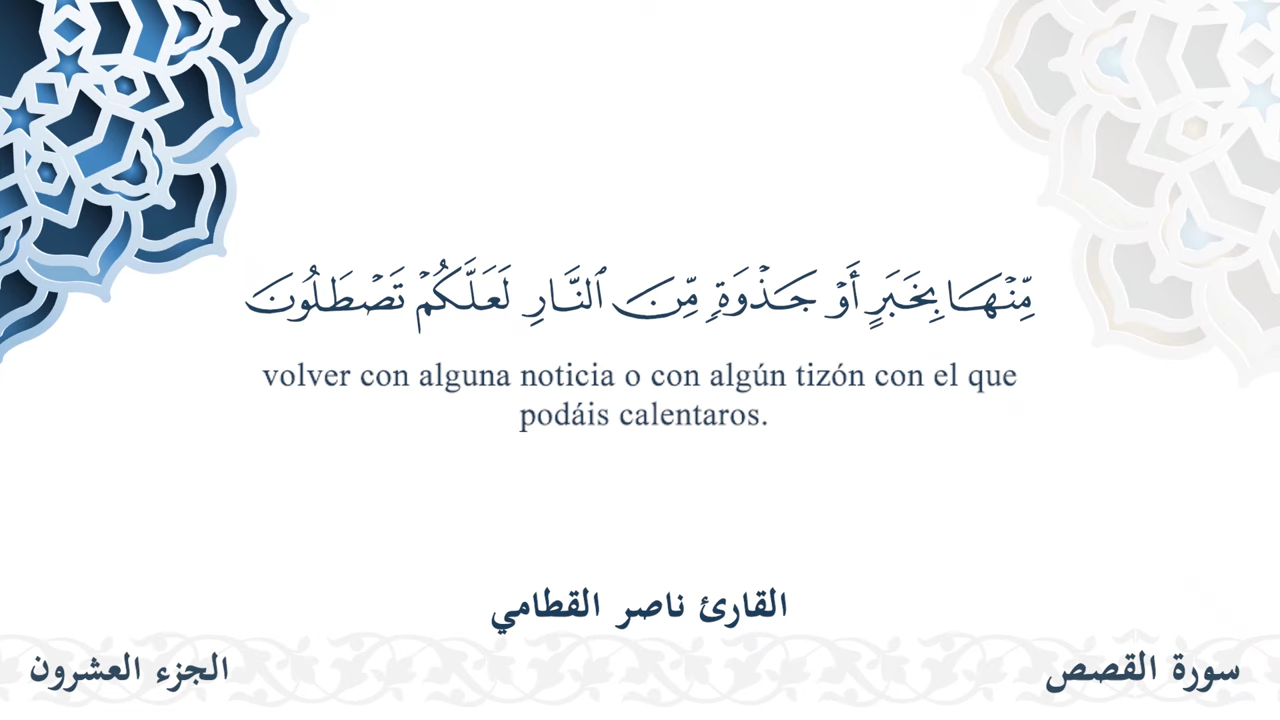 مِّنْهَا بِخَبَرٍ أَوْ جَذْوَةٍ مِّنَ ٱلنَّارِ لَعَلَّكُمْ تَصْطَلُونَ
volver con alguna noticia o con algún tizón con el que
podáis calentaros.
القارئ ناصر القطامي
سورة القصص
الجزء العشرون